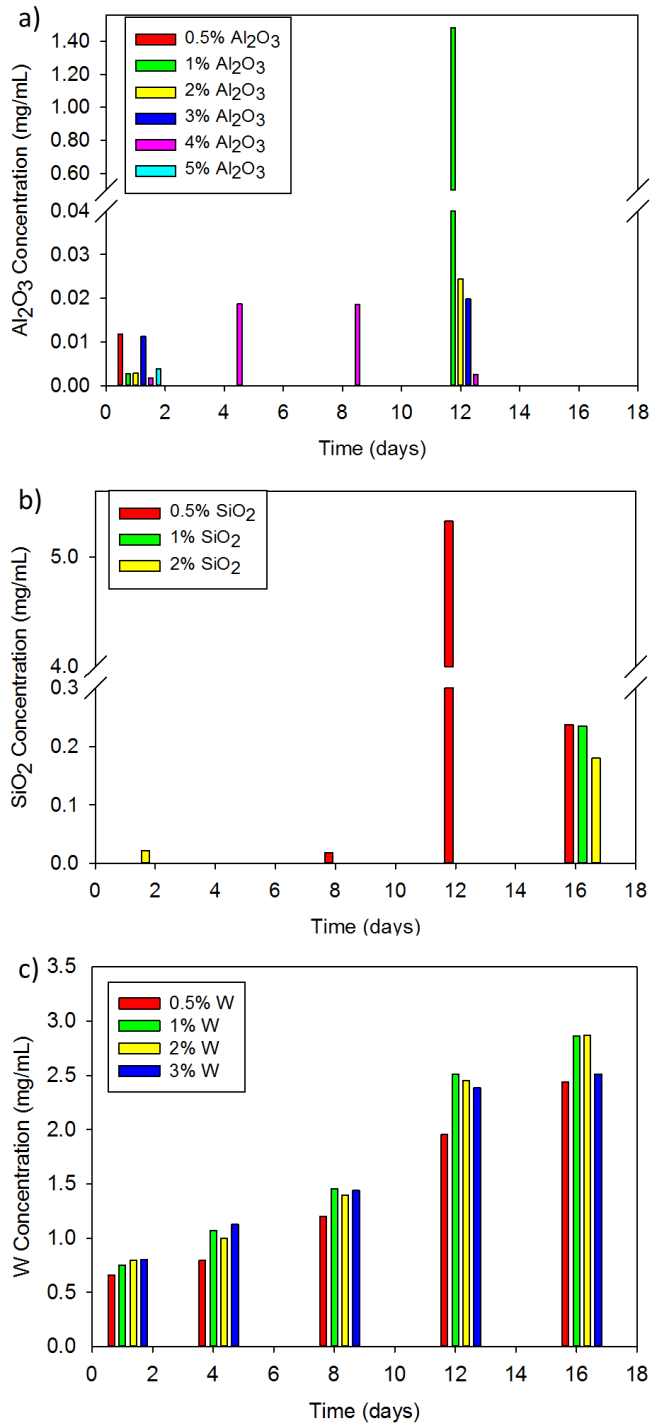 a)
0.5% Al2O3
1% Al2O3
2% Al2O3
3% Al2O3
4% Al2O3
5% Al2O3
Al2O3 Concentration (mg/mL)
1.40
1.20
1.00
0.80
0.60
0.04
0.03
0.02
0.01
0.00
0 2 4 6 8 10 12 14 16 18
Time (days)
b)
0.5% SiO2
1% SiO2
2% SiO2
SiO2 Concentration (mg/mL)
5.0
4.0
0.3
0.2
0.1
0.0
0 2 4 6 8 10 12 14 16 18
Time (days)
c)
0.5% W
1% W
2% W
3% W
W Concentration (mg/mL)
3.5
3.0
2.5
2.0
1.5
1.0
0.5
0.0
0 2 4 6 8 10 12 14 16 18
Time (days)